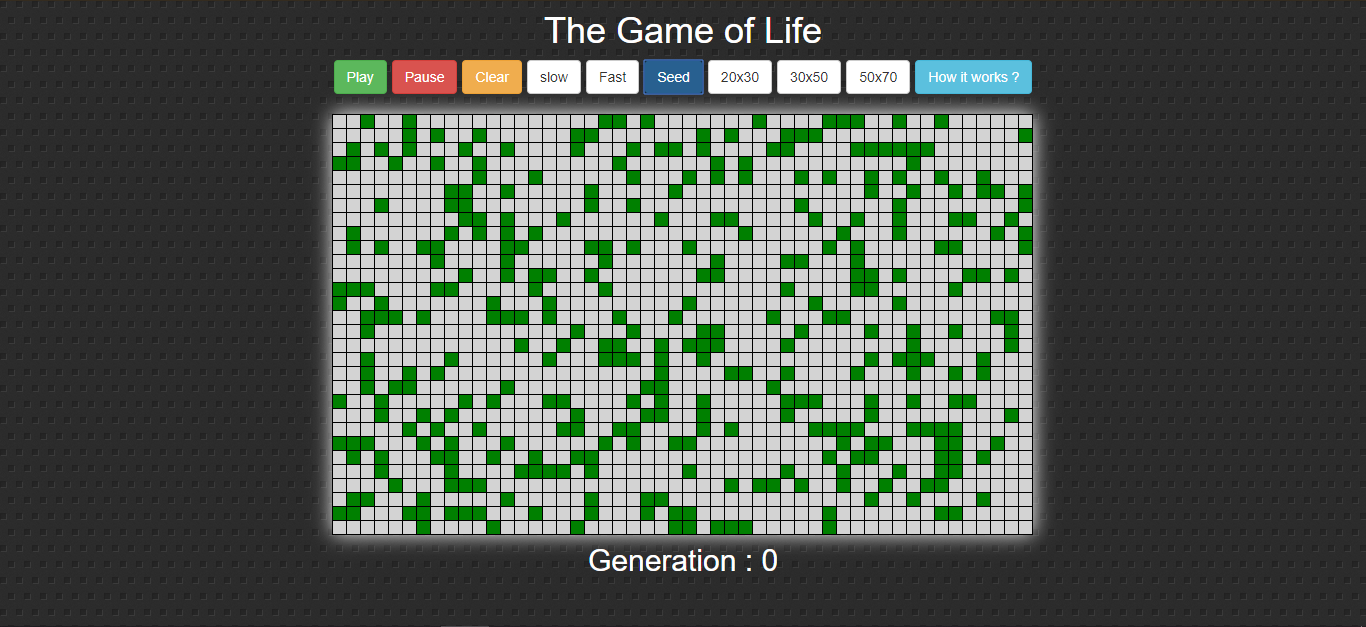 The Game of Life
Play Pause Clear slow Fast Seed 20x30 30x50 50x70 How it works ?
Generation : 0